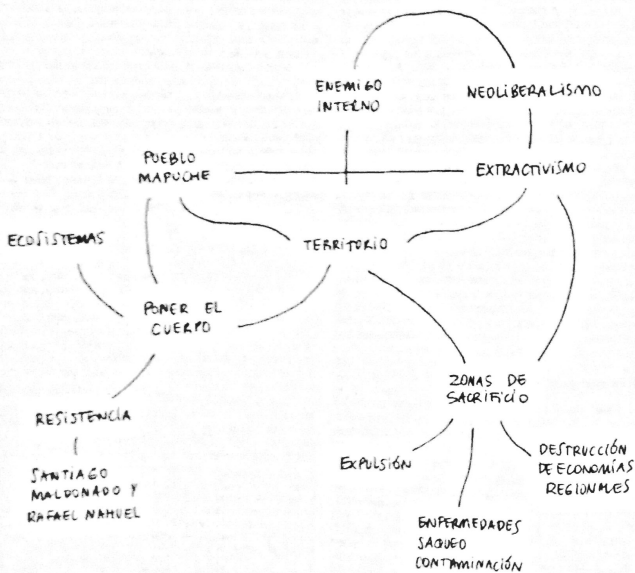 ENEMIGO
INTERNO
NEOLIBERALISMO
PUEBLO
MAPUCHE
EXTRACTIVISMO
ECOSISTEMAS
TERRITORIO
PONER EL
CUERPO
ZONAS DE
SACRIFICIO
RESISTENCIA
EXPULSIÓN
DESTRUCCIÓN
DE ECONOMÍAS
REGIONALES
SANTIAGO
MALDONADO Y
RAFAEL NAHUEL
ENFERMEDADES
SAQUEO
CONTAMINACIÓN